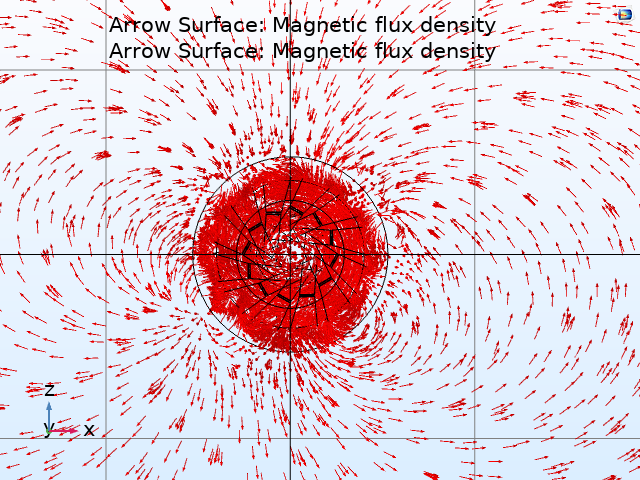 Arrow Surface: Magnetic flux density
Arrow Surface: Magnetic flux density
z
y x